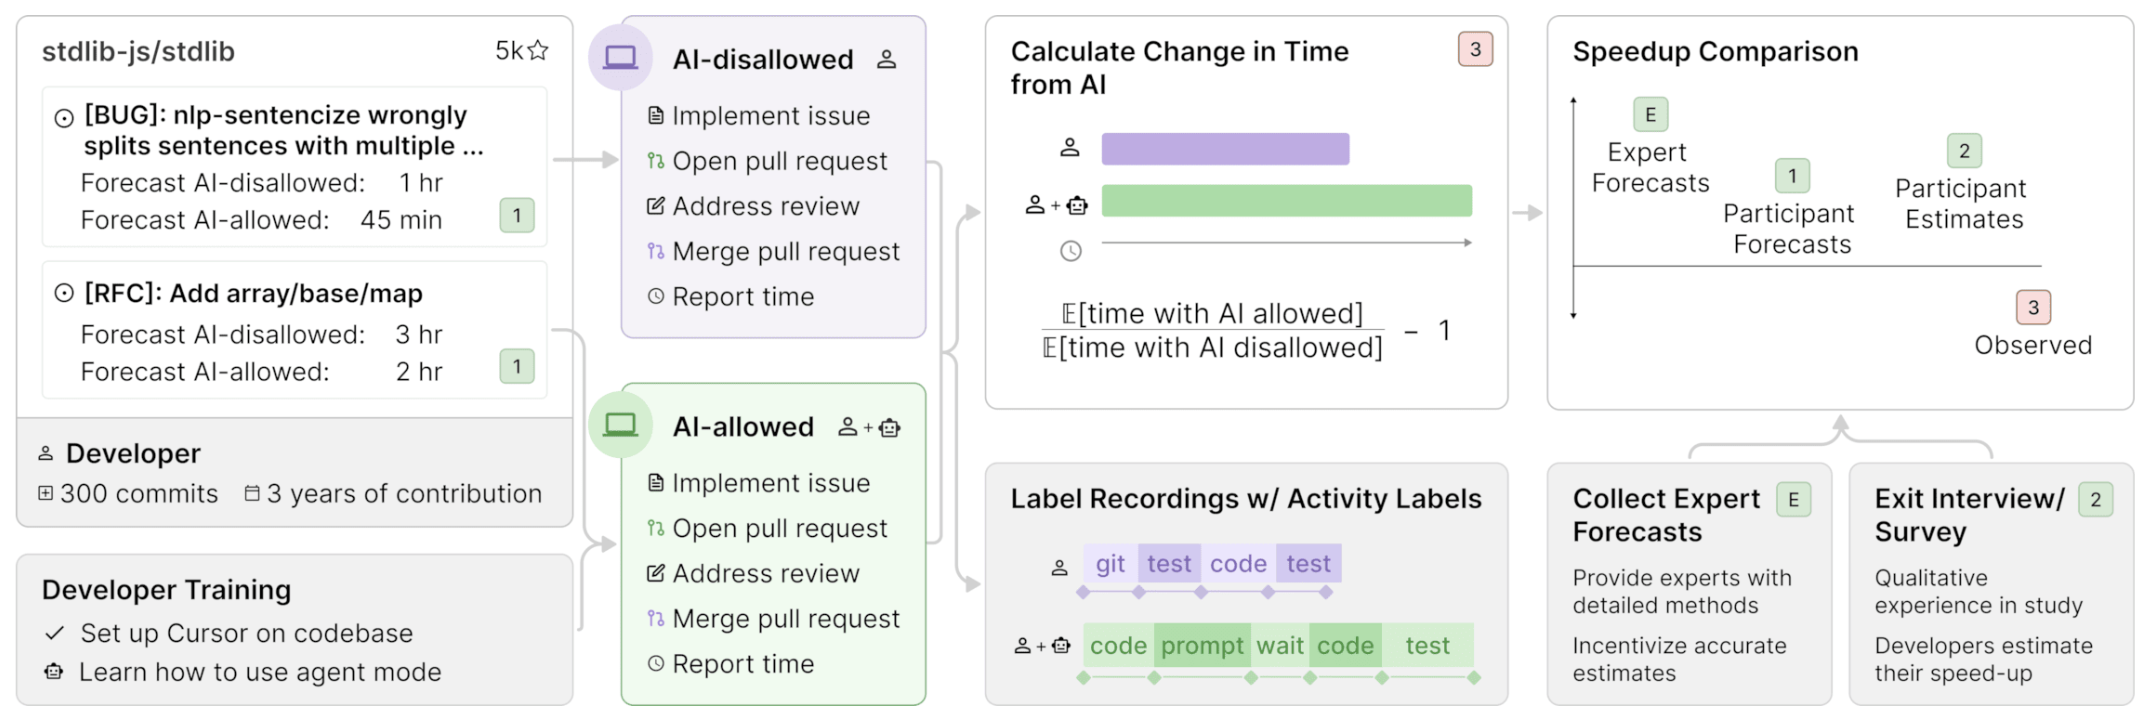 stdlib-js/stdlib 5k
[BUG]: nlp-sentencize wrongly
splits sentences with multiple ...
Forecast AI-disallowed: 1 hr
Forecast AI-allowed: 45 min
1
[RFC]: Add array/base/map
Forecast AI-disallowed: 3 hr
Forecast AI-allowed: 2 hr
1
Developer
300 commits 3 years of contribution
Developer Training
Set up Cursor on codebase
Learn how to use agent mode
AI-disallowed
Implement issue
Open pull request
Address review
Merge pull request
Report time
AI-allowed +
Implement issue
Open pull request
Address review
Merge pull request
Report time
Calculate Change in Time
from AI
3
+
𝔼[time with AI allowed]
𝔼[time with AI disallowed]
− 1
Label Recordings w/ Activity Labels
git test code test
+ code prompt wait code test
Speedup Comparison
E
Expert
Forecasts
1
Participant
Forecasts
2
Participant
Estimates
3
Observed
Collect Expert
Forecasts
E
Provide experts with
detailed methods
Incentivize accurate
estimates
Exit Interview/
Survey
2
Qualitative
experience in study
Developers estimate
their speed-up